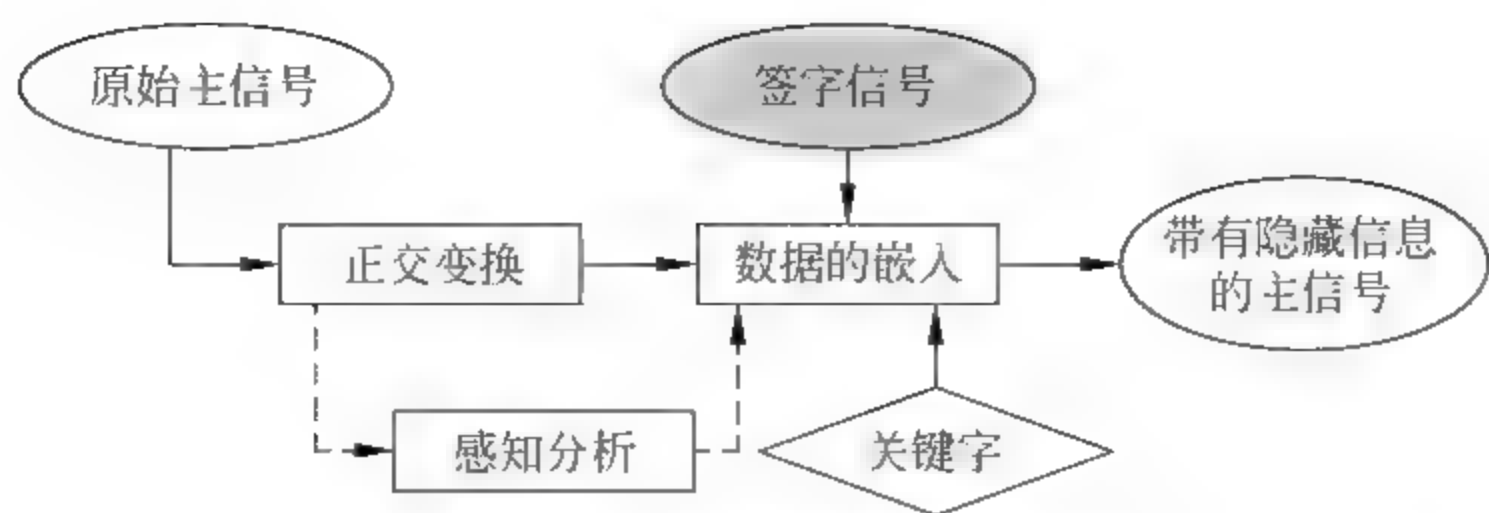 原始主信号
签字信号
正交变换
数据的嵌入
带有隐藏信息
的主信号
感知分析
关键字